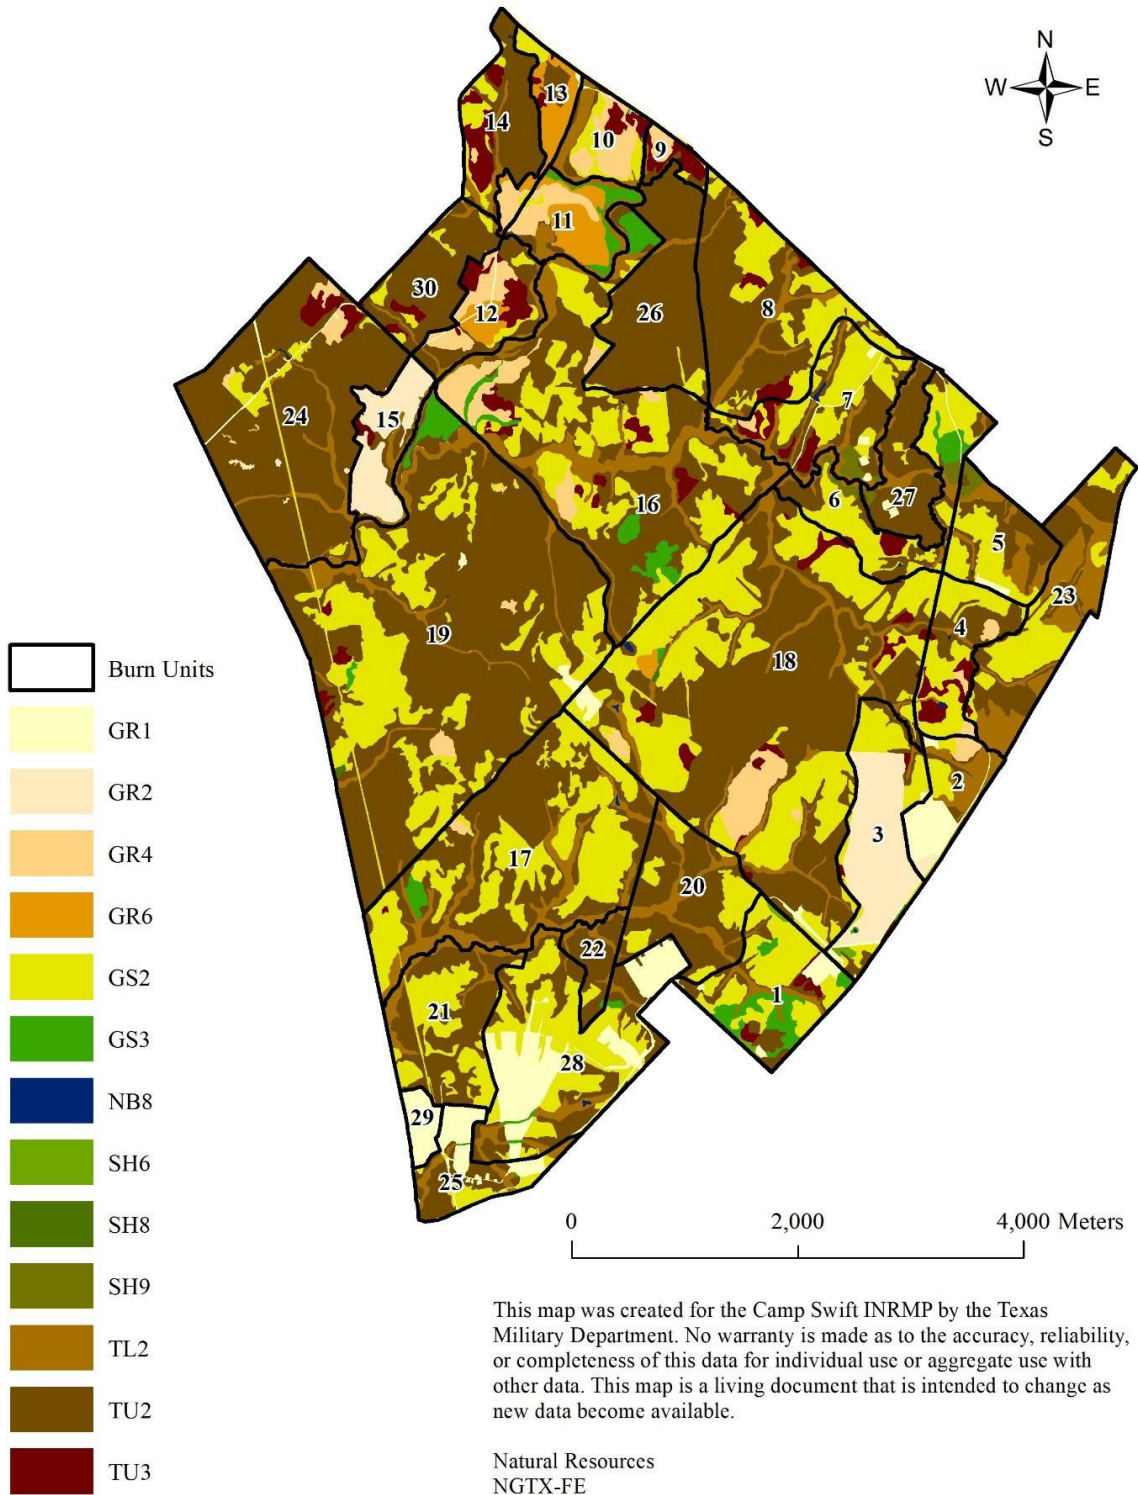 N
W E
S
13
14
10
9
11
30
12
26
8
24
15
7
16
6
27
5
23
19
4
18
2
3
17
20
22
1
21
28
29
25
Burn Units
GR1
GR2
GR4
GR6
GS2
GS3
NB8
SH6
SH8
SH9
TL2
TU2
TU3
0 2,000 4,000 Meters
This map was created for the Camp Swift INRMP by the Texas
Military Department. No warranty is made as to the accuracy, reliability,
or completeness of this data for individual use or aggregate use with
other data. This map is a living document that is intended to change as
new data become available.
Natural Resources
NGTX-FE